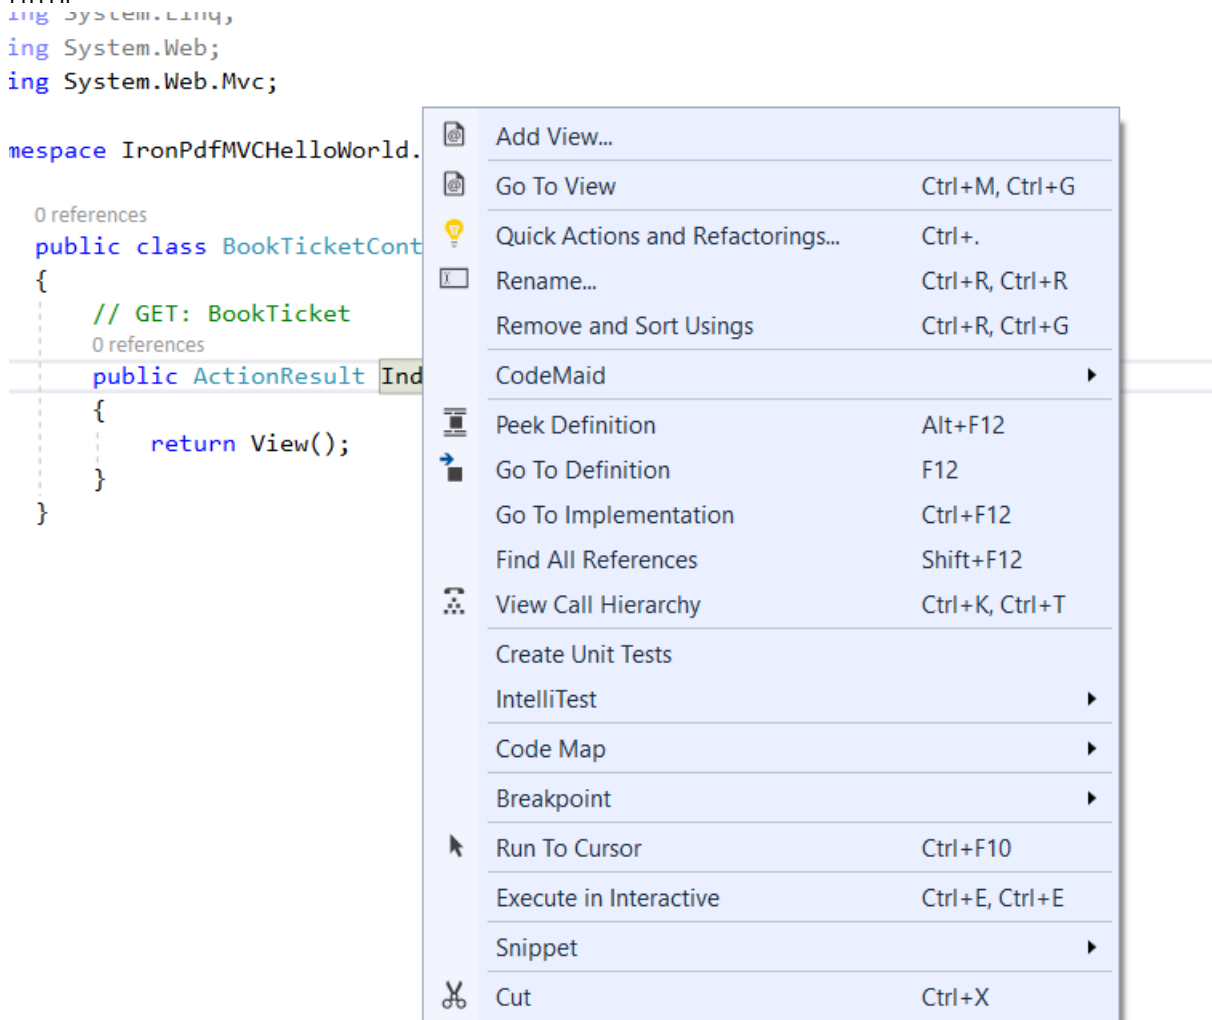 ing System.Linq;
ing System.Web;
ing System.Web.Mvc;
mespace IronPdfMVCHelloWorld.
0 references
public class BookTicketCont
{
// GET: BookTicket
0 references
public ActionResult Ind
{
return View();
}
}
Add View...
Go To View Ctrl+M, Ctrl+G
Quick Actions and Refactorings... Ctrl+.
Rename... Ctrl+R, Ctrl+R
Remove and Sort Usings Ctrl+R, Ctrl+G
CodeMaid
Peek Definition Alt+F12
Go To Definition F12
Go To Implementation Ctrl+F12
Find All References Shift+F12
View Call Hierarchy Ctrl+K, Ctrl+T
Create Unit Tests
IntelliTest
Code Map
Breakpoint
Run To Cursor Ctrl+F10
Execute in Interactive Ctrl+E, Ctrl+E
Snippet
Cut Ctrl+X